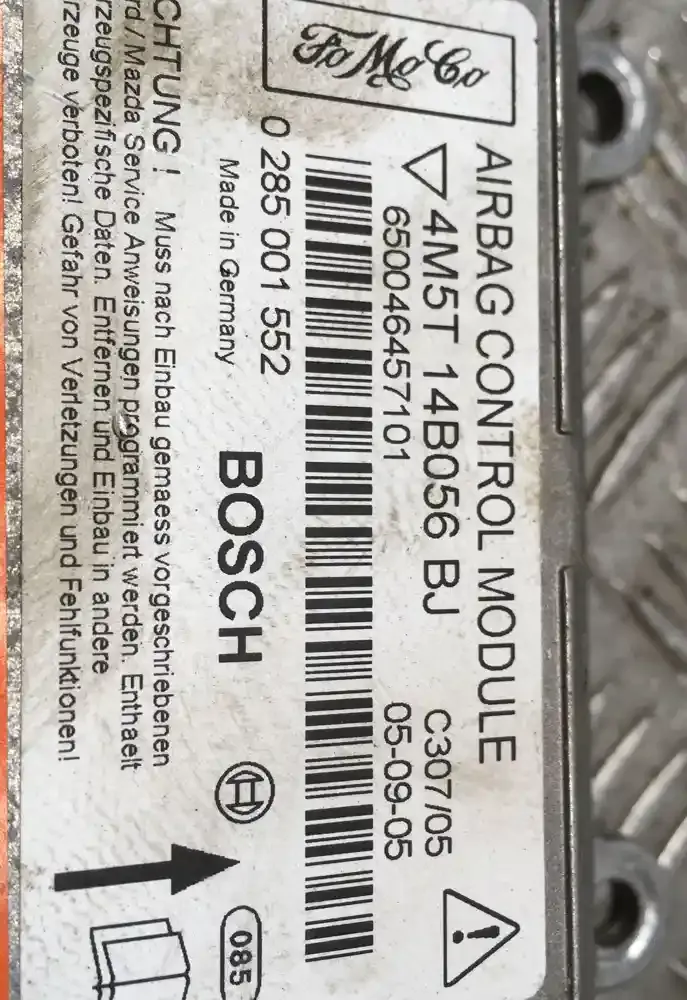 FoMoCo
AIRBAG CONTROL MODULE
4M5T 14B056 BJ C307/05
650046457101 05-09-05
0 285 001 552
Made in Germany BOSCH
085
CHTUNG ! Muss nach Einbau gemaess vorgeschriebenen
rd / Mazda Service Anweisungen programmiert werden. Enthaelt
rzeugspezifische Daten. Entfernen und Einbau in andere
rzeuge verboten! Gefahr von Verletzungen und Fehlfunktionen!